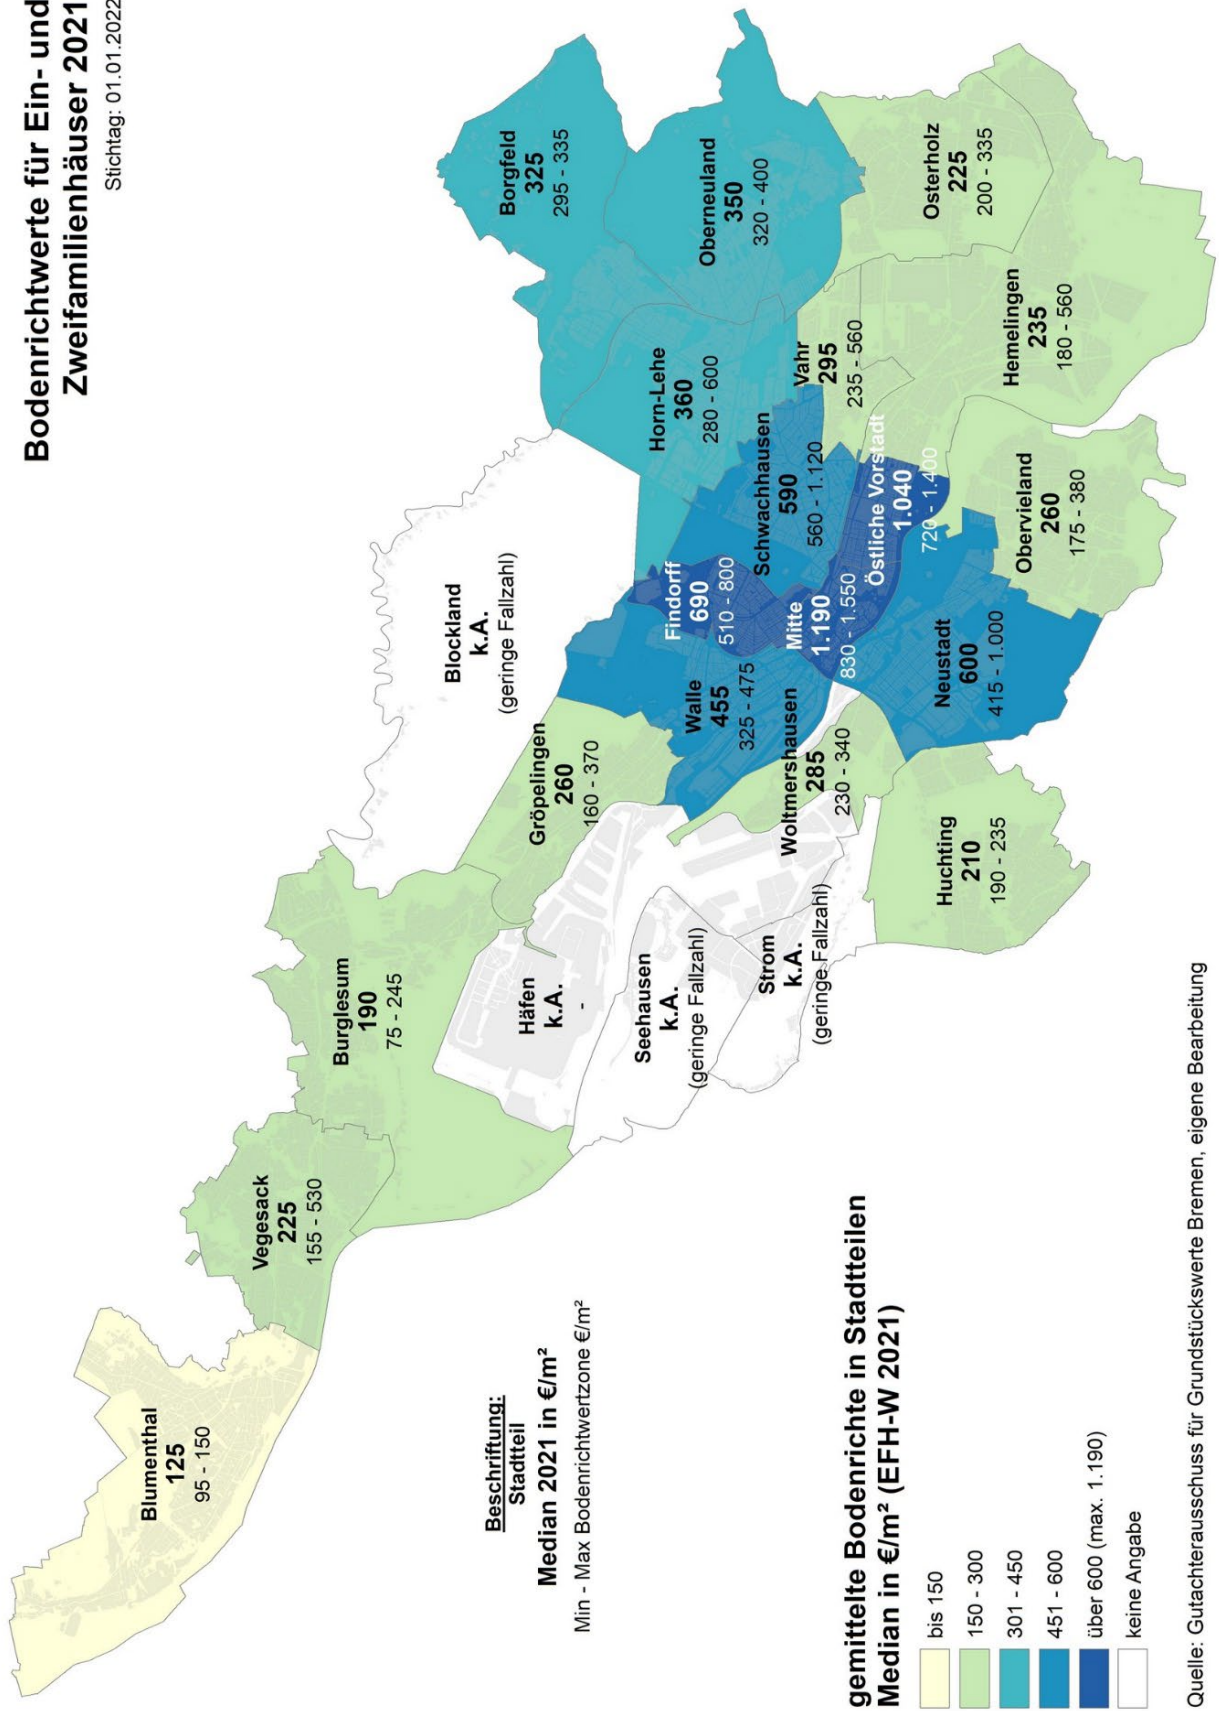 Bodenrichtwerte für Ein- und
Zweifamilienhäuser 2021
Stichtag: 01.01.2022
Blumenthal
125
95 - 150
Vegesack
225
155 - 530
Burglesum
190
75 - 245
Blockland
k.A.
(geringe Fallzahl)
Gröpelingen
260
160 - 370
Häfen
k.A.
-
Seehausen
k.A.
(geringe Fallzahl)
Strom
k.A.
(geringe Fallzahl)
Walle
455
325 - 475
Findorff
690
510 - 800
Mitte
1.190
830 - 1.550
Woltmershausen
285
230 - 340
Huchting
210
190 - 235
Neustadt
600
415 - 1.000
Obervieland
260
175 - 380
Östliche Vorstadt
1.040
720 - 1.400
Schwachhausen
590
560 - 1.120
Horn-Lehe
360
280 - 600
Borgfeld
325
295 - 335
Oberneuland
350
320 - 400
Vahr
295
235 - 560
Osterholz
225
200 - 335
Hemelingen
235
180 - 560
Beschriftung:
Stadtteil
Median 2021 in €/m²
Min - Max Bodenrichtwertzone €/m²
gemittelte Bodenrichte in Stadtteilen
Median in €/m² (EFH-W 2021)
bis 150
150 - 300
301 - 450
451 - 600
über 600 (max. 1.190)
keine Angabe
Quelle: Gutachterausschuss für Grundstückswerte Bremen, eigene Bearbeitung